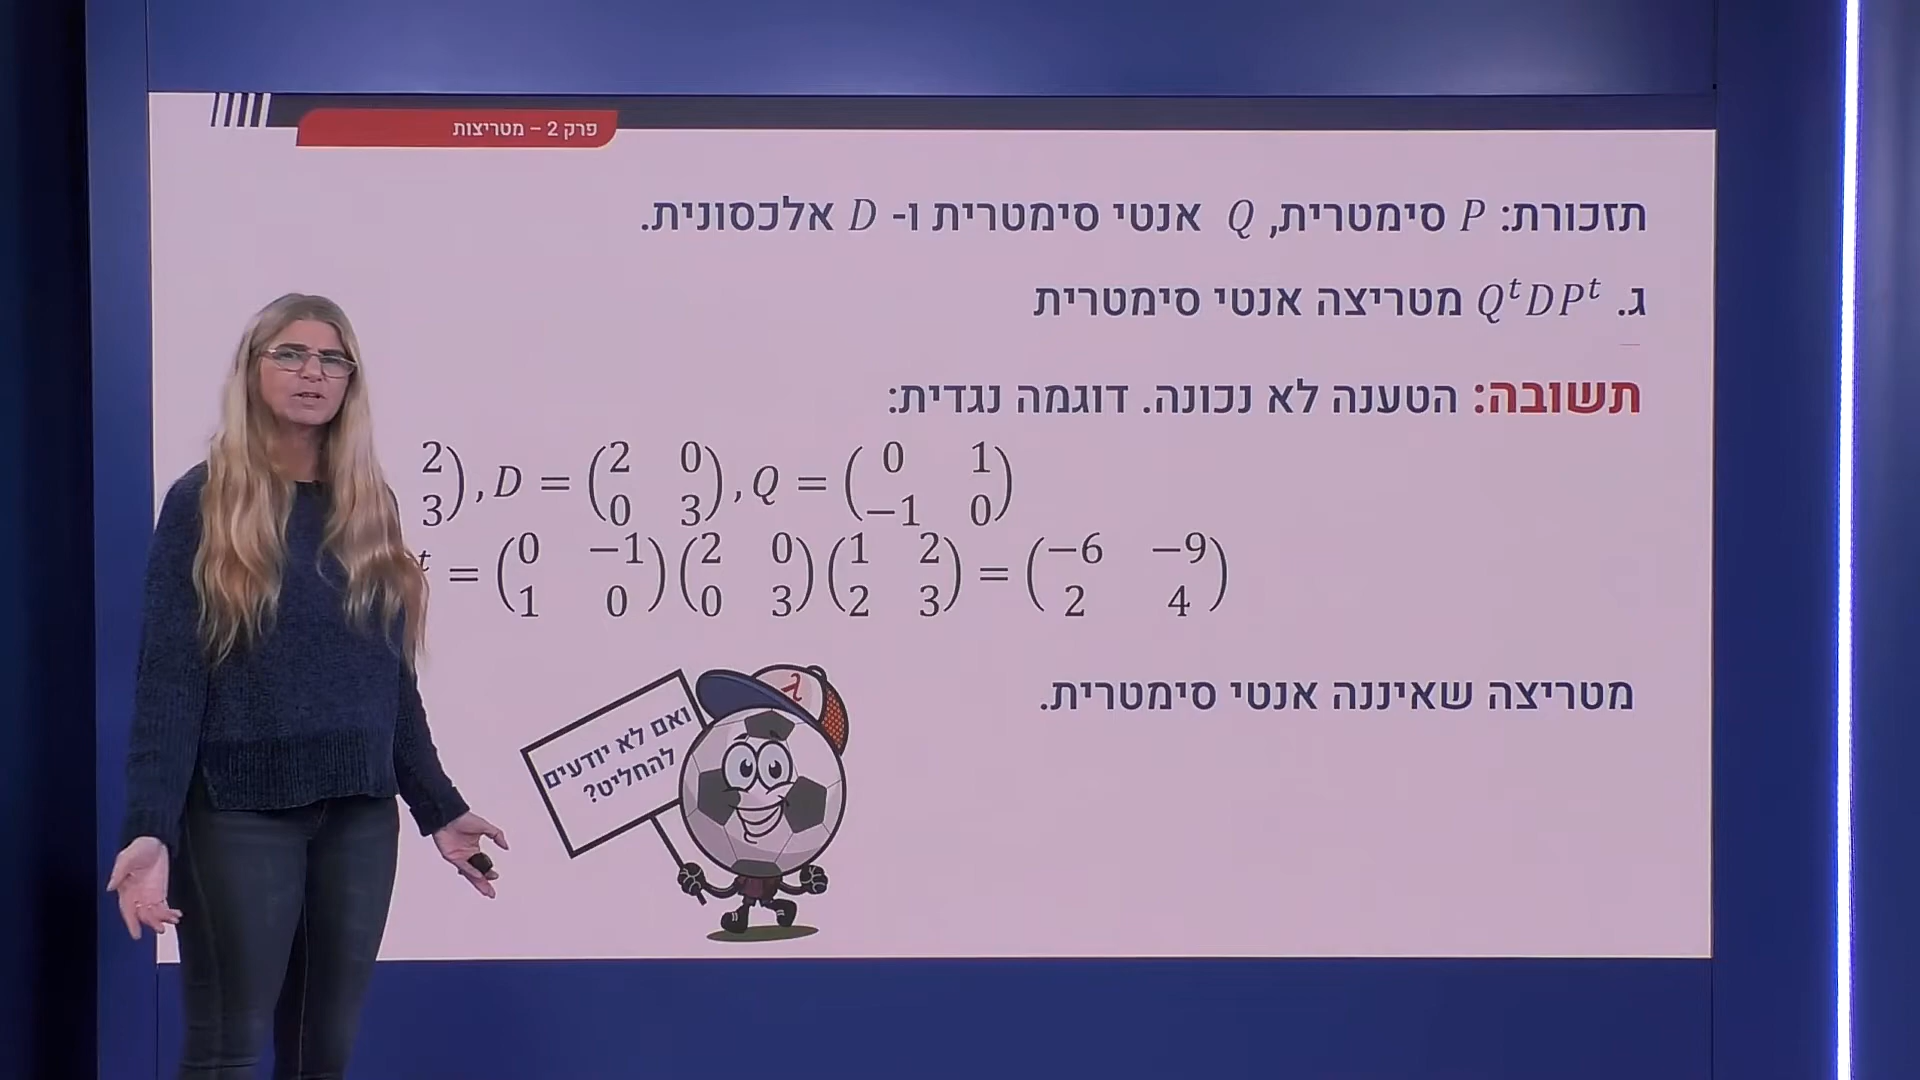 פרק 2 – מטריצות
תזכורת: P סימטרית, Q אנטי סימטרית ו- D אלכסונית.
ג. QᵗDPᵗ מטריצה אנטי סימטרית
תשובה: הטענה לא נכונה. דוגמה נגדית:
2 3), D = (2 0 0 3), Q = (0 1 −1 0)
t = (0 −1 1 0)(2 0 0 3)(1 2 2 3) = (−6 −9 2 4)
מטריצה שאיננה אנטי סימטרית.
ואם לא יודעים
להחליט?
λ